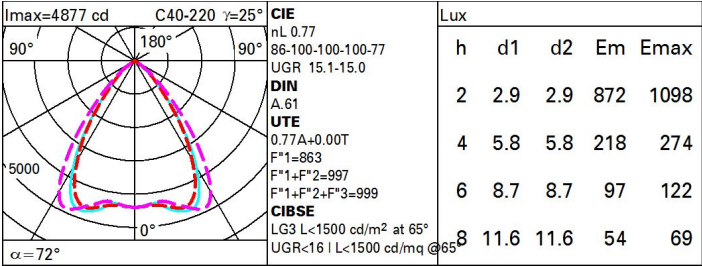 Imax=4877 cd C40-220 γ=25°
90° 180° 90°
5000
0°
α=72°
CIE
nL 0.77
86-100-100-100-77
UGR 15.1-15.0
DIN
A.61
UTE
0.77A+0.00T
F"1=863
F"1+F"2=997
F"1+F"2+F"3=999
CIBSE
LG3 L<1500 cd/m² at 65°
UGR<16 | L<1500 cd/mq @65°
Lux
h d1 d2 Em Emax
2 2.9 2.9 872 1098
4 5.8 5.8 218 274
6 8.7 8.7 97 122
8 11.6 11.6 54 69